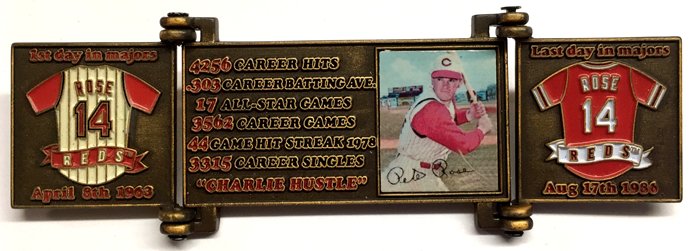 1st day in majors
ROSE
14
REDS
April 8th 1963
4256 CAREER HITS
.303 CAREER BATTING AVE.
17 ALL-STAR GAMES
3562 CAREER GAMES
44 GAME HIT STREAK 1978
3315 CAREER SINGLES
"CHARLIE HUSTLE"
Pete Rose
Last day in majors
ROSE
14
REDS
Aug 17th 1986